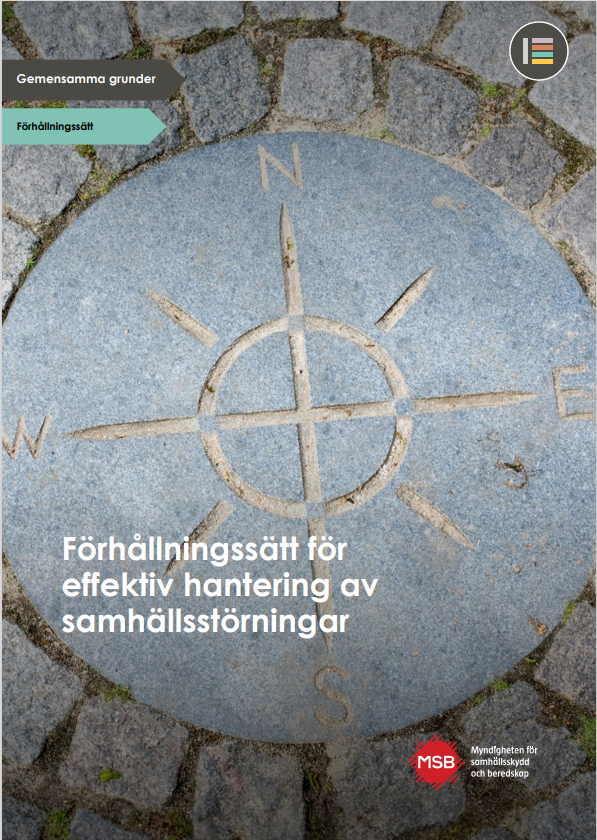 Gemensamma grunder
Förhållningssätt
N
E
W
Förhållningssätt för
effektiv hantering av
samhällsstörningar
S
MSB
Myndigheten för
samhällsskydd
och beredskap